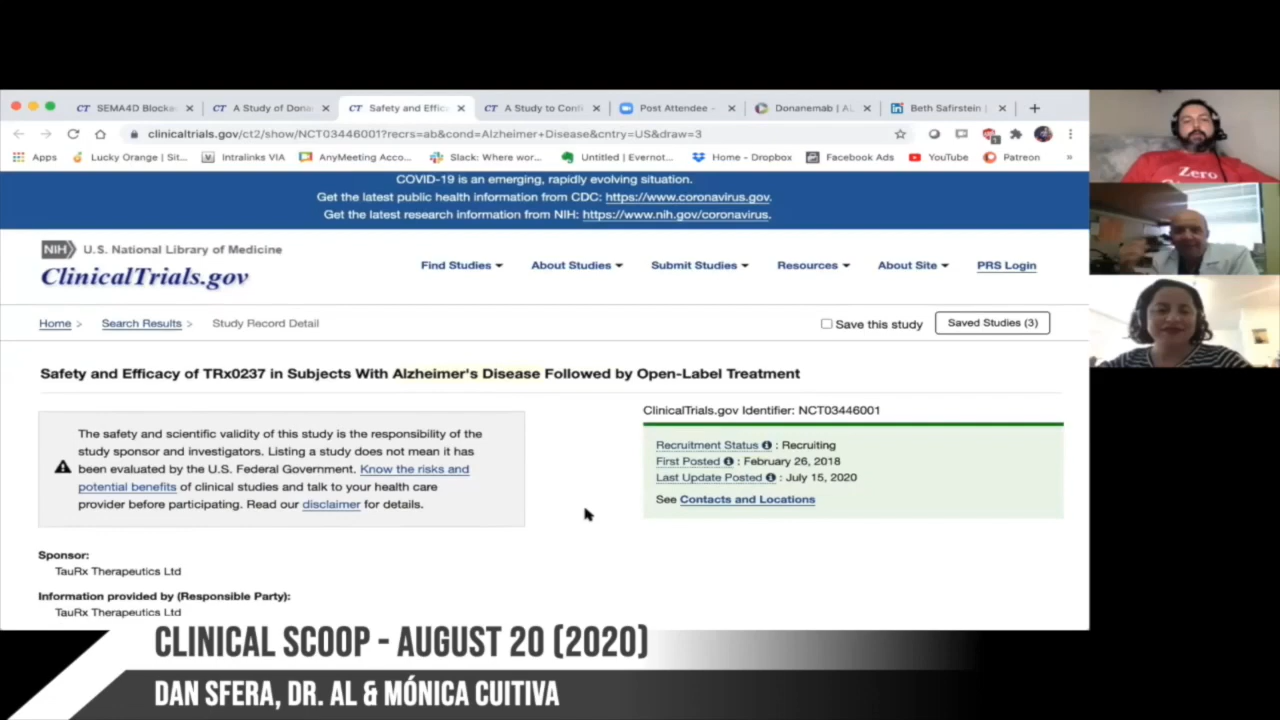 CT SEMA4D Blocka
CT A Study of Dona
CT Safety and Effic
CT A Study to Confi
Post Attendee -
Donanemab | AL
Beth Safirstein |
clinicaltrials.gov/ct2/show/NCT03446001?recrs=ab&cond=Alzheimer+Disease&cntry=US&draw=3
Apps
Lucky Orange | Sit...
Intralinks VIA
AnyMeeting Acco...
Slack: Where wor...
Untitled | Evernot...
Home - Dropbox
Facebook Ads
YouTube
Patreon
»
Zero
COVID-19 is an emerging, rapidly evolving situation.
Get the latest public health information from CDC: https://www.coronavirus.gov.
Get the latest research information from NIH: https://www.nih.gov/coronavirus.
NIH U.S. National Library of Medicine
ClinicalTrials.gov
Find Studies
About Studies
Submit Studies
Resources
About Site
PRS Login
Home >
Search Results >
Study Record Detail
Save this study
Saved Studies (3)
Safety and Efficacy of TRx0237 in Subjects With Alzheimer's Disease Followed by Open-Label Treatment
The safety and scientific validity of this study is the responsibility of the
study sponsor and investigators. Listing a study does not mean it has
been evaluated by the U.S. Federal Government. Know the risks and
potential benefits of clinical studies and talk to your health care
provider before participating. Read our disclaimer for details.
ClinicalTrials.gov Identifier: NCT03446001
Recruitment Status : Recruiting
First Posted : February 26, 2018
Last Update Posted : July 15, 2020
See Contacts and Locations
Sponsor:
TauRx Therapeutics Ltd
Information provided by (Responsible Party):
TauRx Therapeutics Ltd
CLINICAL SCOOP - AUGUST 20 (2020)
DAN SFERA, DR. AL & MÓNICA CUITIVA